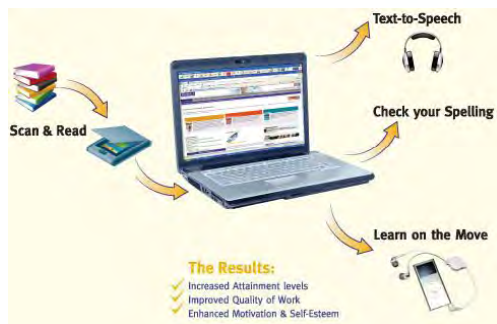 Text-to-Speech
Scan & Read
Check your Spelling
Learn on the Move
The Results:
Increased Attainment levels
Improved Quality of Work
Enhanced Motivation & Self-Esteem